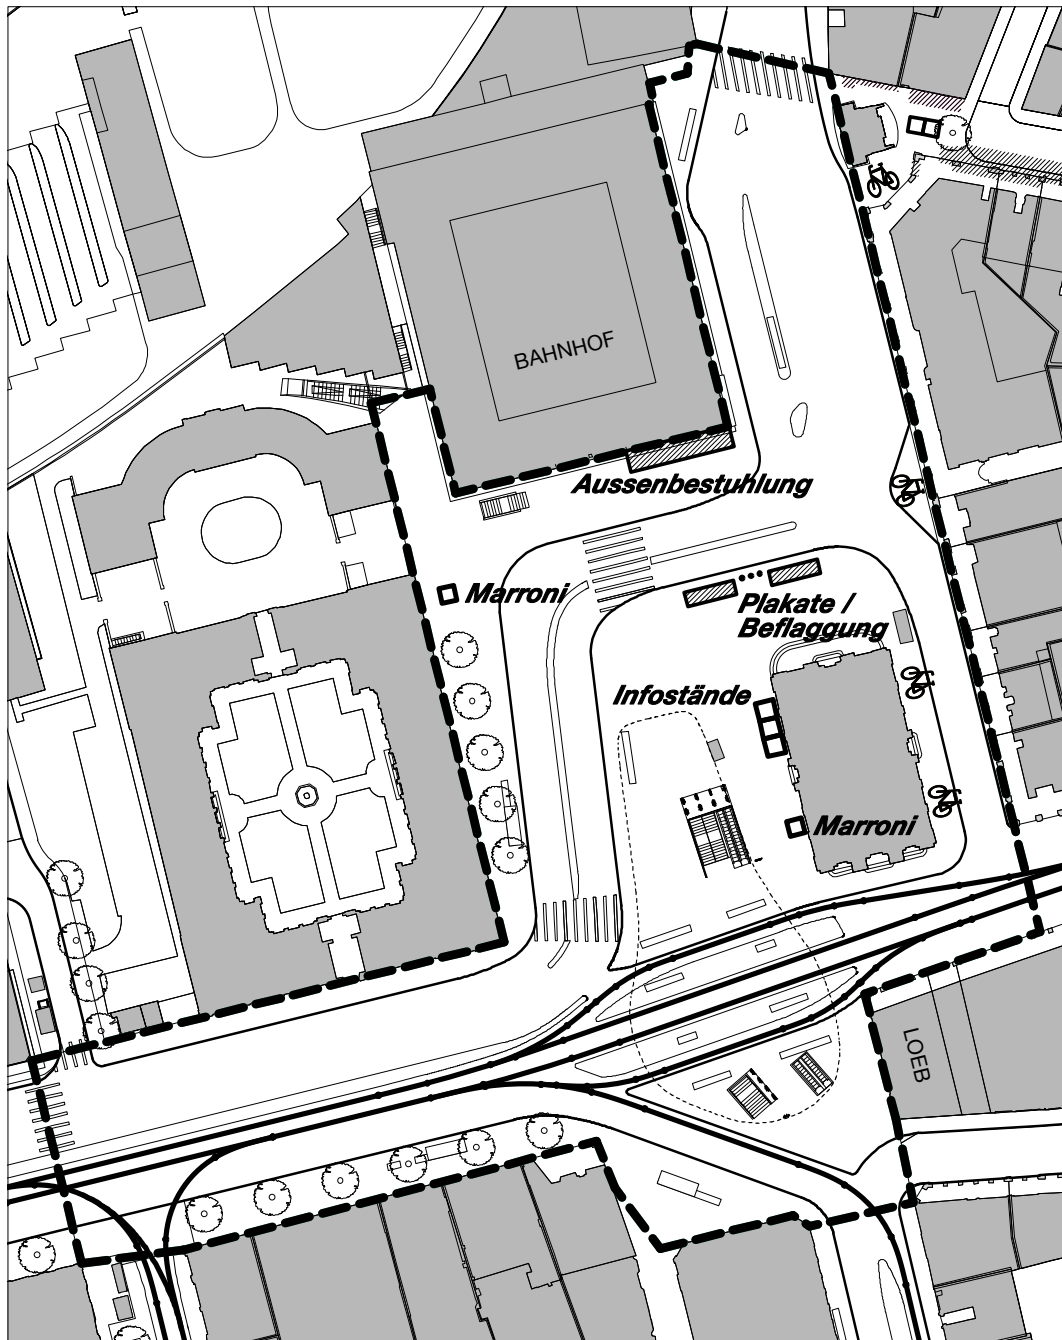 BAHNHOF
Aussenbestuhlung
Marroni
Plakate /
Beflaggung
Infostände
Marroni
LOEB